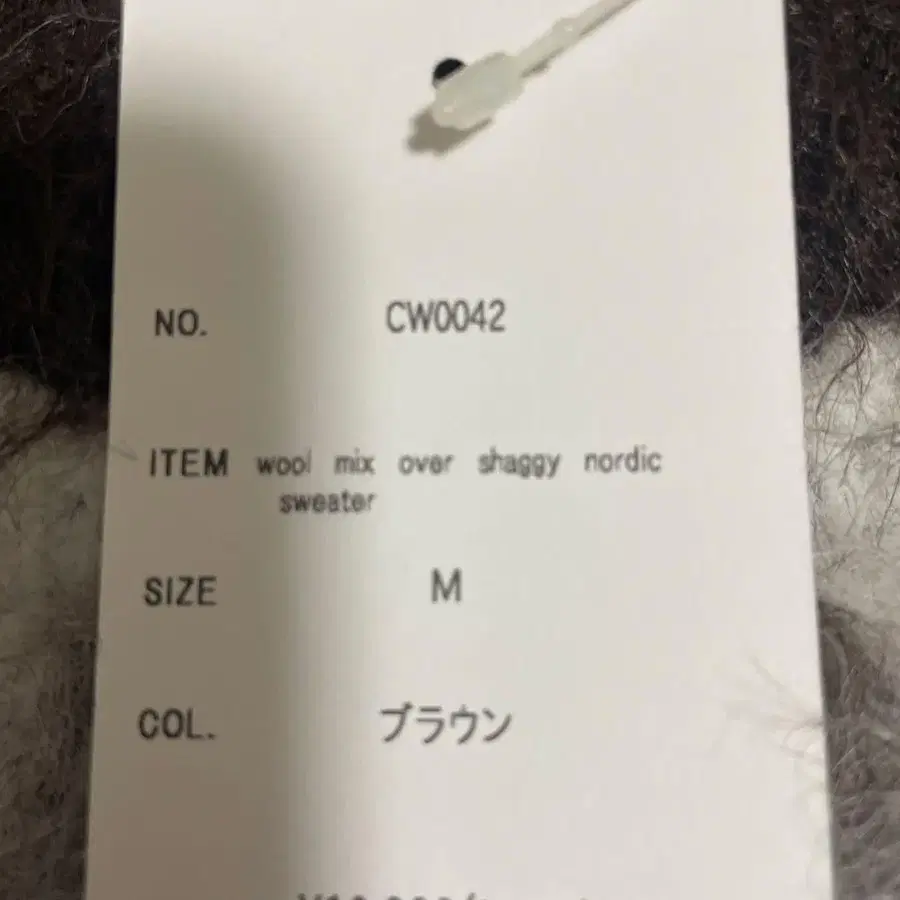 NO. CW0042
ITEM wool mix over shaggy nordic
sweater
SIZE M
COL. ブラウン